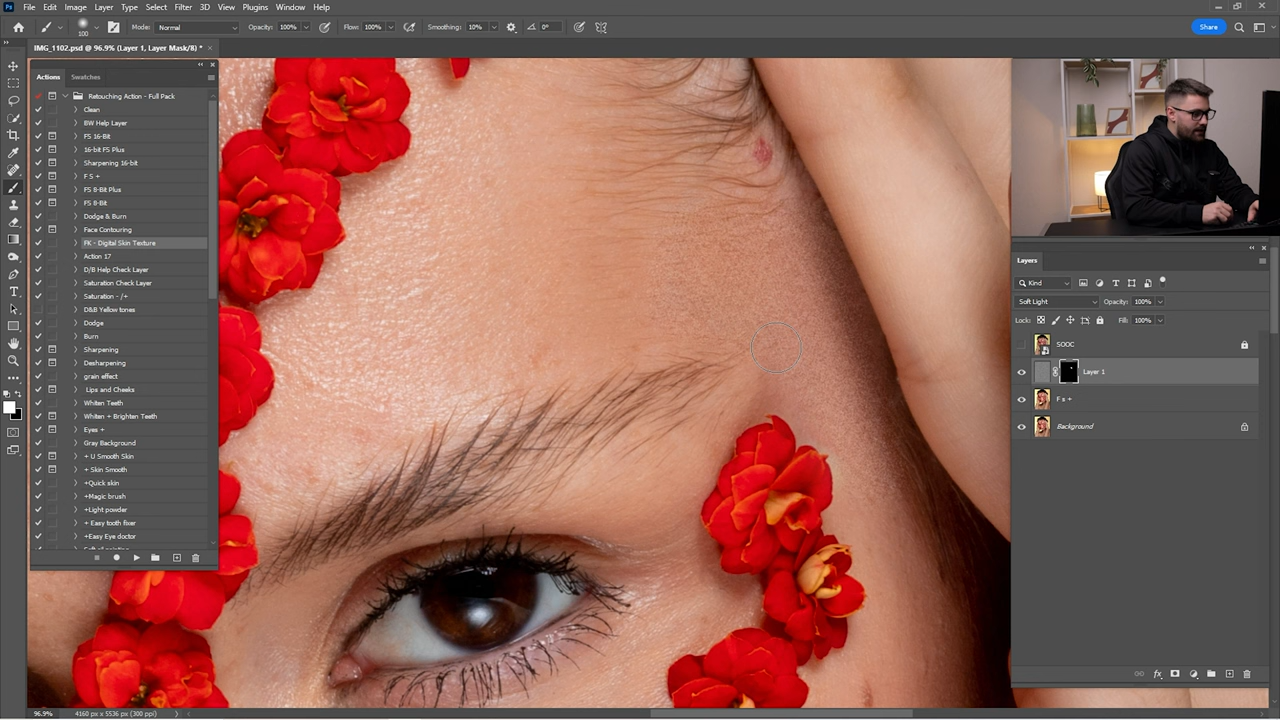 Ps File Edit Image Layer Type Select Filter 3D View Plugins Window Help
100 Mode: Normal Opacity: 100% Flow: 100% Smoothing: 10% 0° Share
IMG_1102.psd @ 96.9% (Layer 1, Layer Mask/8) *
Actions Swatches
Retouching Action - Full Pack
Clean
BW Help Layer
FS 16-Bit
16-bit FS Plus
Sharpening 16-bit
F S +
FS 8-Bit Plus
FS 8-Bit
Dodge & Burn
Face Contouring
FK - Digital Skin Texture
Action 17
D/B Help Check Layer
Saturation Check Layer
Saturation - /+
D&B Yellow tones
Dodge
Burn
Sharpening
Desharpening
grain effect
Lips and Cheeks
Whiten Teeth
Whiten + Brighten Teeth
Eyes +
Gray Background
+ U Smooth Skin
+ Skin Smooth
+Quick skin
+Magic brush
+Light powder
+ Easy tooth fixer
+Easy Eye doctor
Layers
Kind
Soft Light Opacity: 100%
Lock: Fill: 100%
SOOC
Layer 1
F s +
Background
96.9% 4160 px x 5536 px (300 ppi)